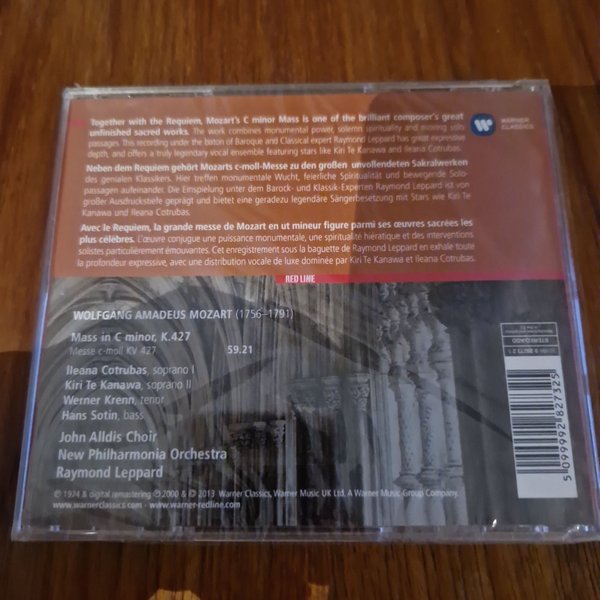 Together with the Requiem, Mozart's C minor Mass is one of the brilliant composer's great
unfinished sacred works. The work combines monumental power, solemn spirituality and moving solo
passages. This recording under the baton of Baroque and Classical expert Raymond Leppard has great expressive
depth, and offers a truly legendary vocal ensemble featuring stars like Kiri Te Kanawa and Ileana Cotrubas.
WARNER
CLASSICS
Neben dem Requiem gehört Mozarts c-moll-Messe zu den großen unvollendeten Sakralwerken
des genialen Klassikers. Hier treffen monumentale Wucht, feierliche Spiritualität und bewegende Solo-
passagen aufeinander. Die Einspielung unter dem Barock- und Klassik-Experten Raymond Leppard ist von
großer Ausdruckstiefe geprägt und bietet eine geradezu legendäre Sängerbesetzung mit Stars wie Kiri Te
Kanawa und Ileana Cotrubas.
Avec le Requiem, la grande messe de Mozart en ut mineur figure parmi ses œuvres sacrées les
plus célèbres. L'œuvre conjugue une puissance monumentale, une spiritualité hiératique et des interventions
solistes particulièrement émouvantes. Cet enregistrement sous la baguette de Raymond Leppard en exhale toute
la profondeur expressive, avec une distribution vocale de luxe dominée par Kiri Te Kanawa et Ileana Cotrubas.
RED LINE
WOLFGANG AMADEUS MOZART (1756–1791)
Mass in C minor, K.427
Messe c-moll KV 427 59.21
Ileana Cotrubas, soprano I
Kiri Te Kanawa, soprano II
Werner Krenn, tenor
Hans Sotin, bass
John Alldis Choir
New Philharmonia Orchestra
Raymond Leppard
℗ 1974 & digital remastering ℗ 2000 & © 2013 Warner Classics, Warner Music UK Ltd. A Warner Music Group Company.
www.warnerclassics.com www.warner-redline.com
STEREO/ADD
5099992827325